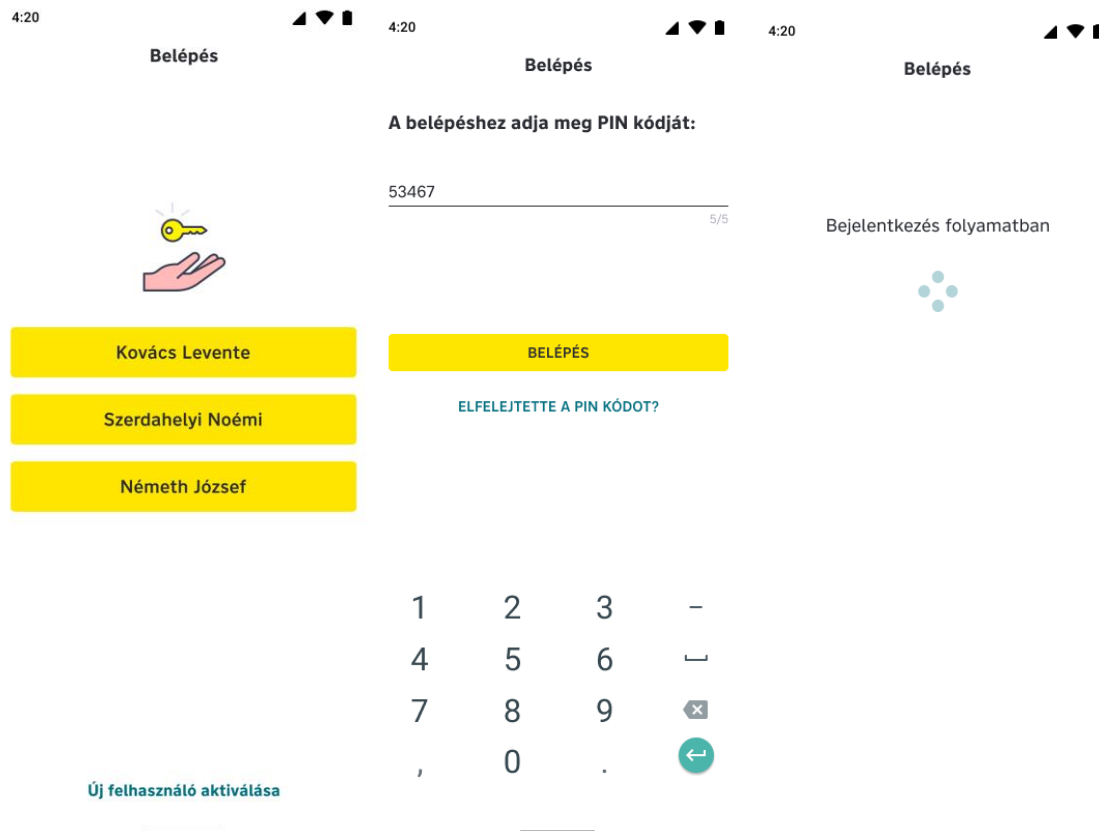 4:20
Belépés
Kovács Levente
Szerdahelyi Noémi
Németh József
Új felhasználó aktiválása
4:20
Belépés
A belépéshez adja meg PIN kódját:
53467
5/5
BELÉPÉS
ELFELEJTETTE A PIN KÓDOT?
1 2 3 –
4 5 6
7 8 9
, 0 .
4:20
Belépés
Bejelentkezés folyamatban